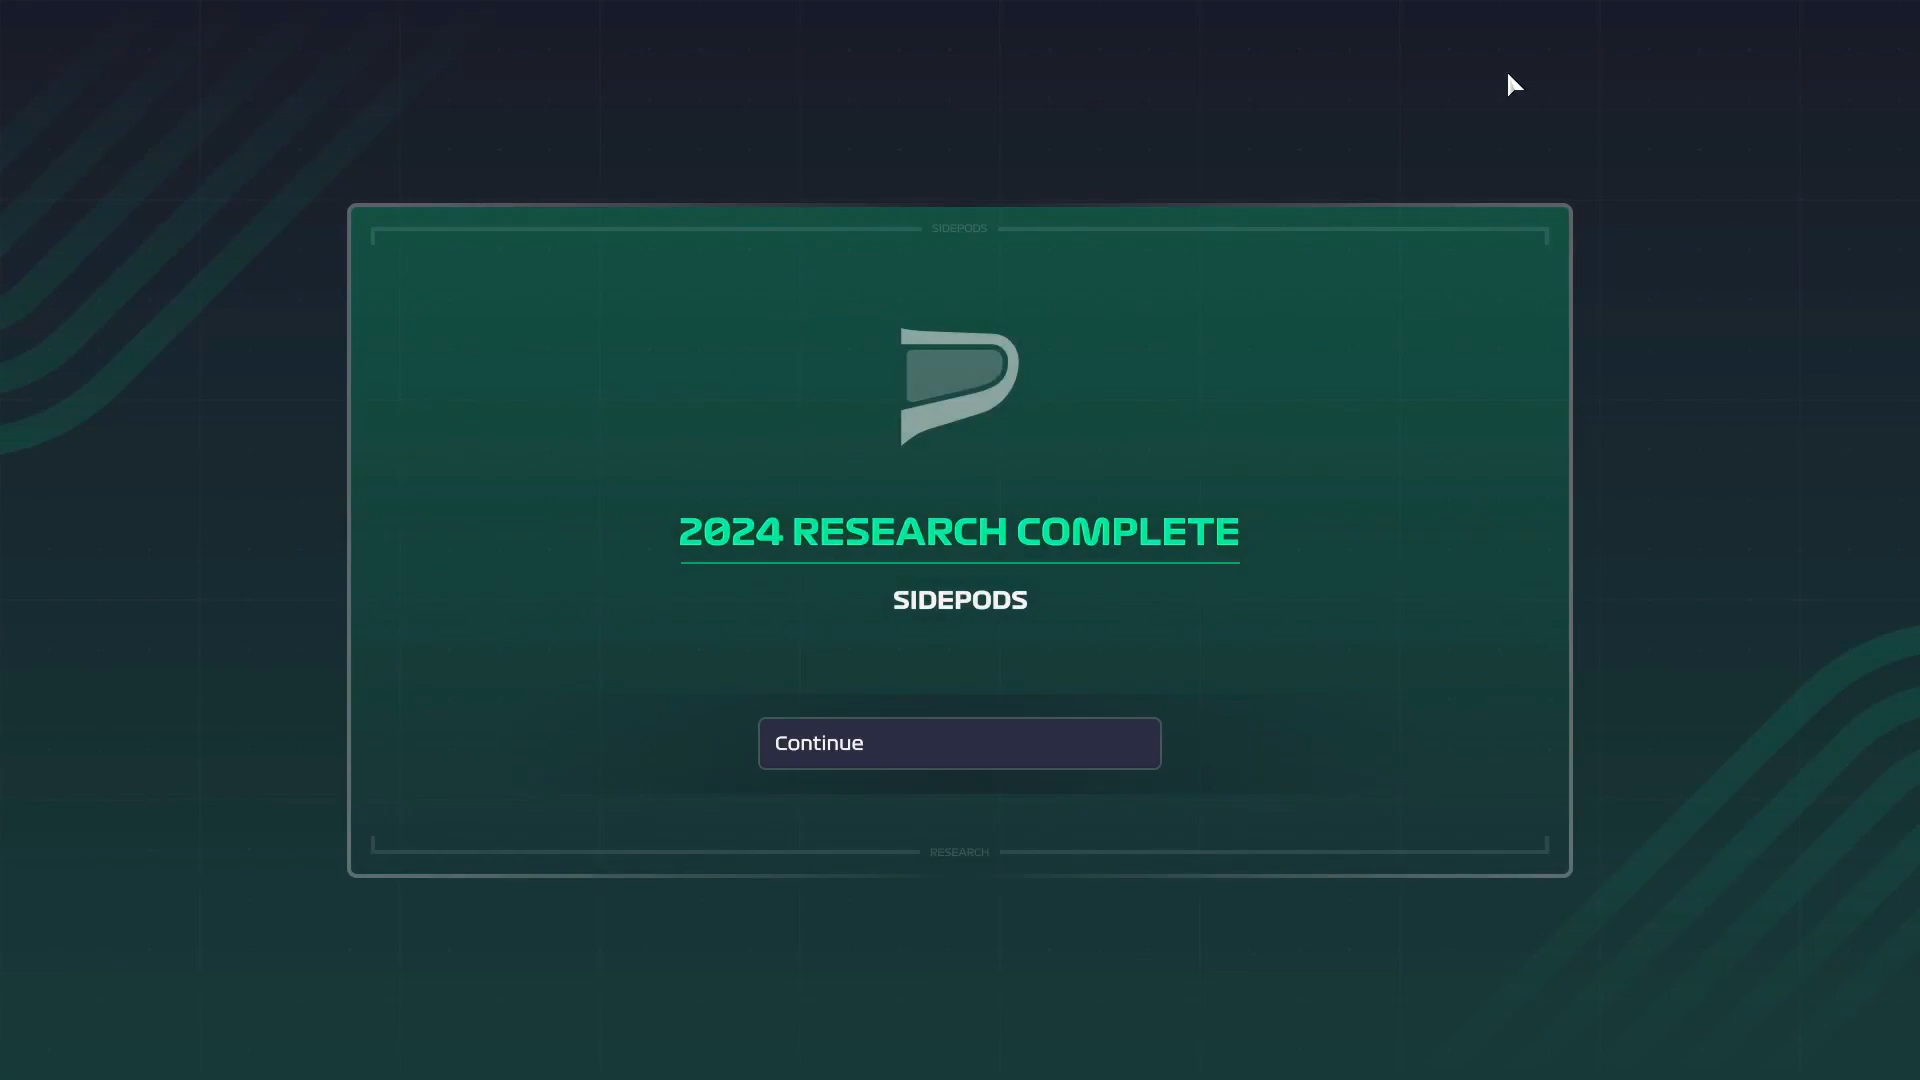 SIDEPODS
2024 RESEARCH COMPLETE
SIDEPODS
Continue
RESEARCH